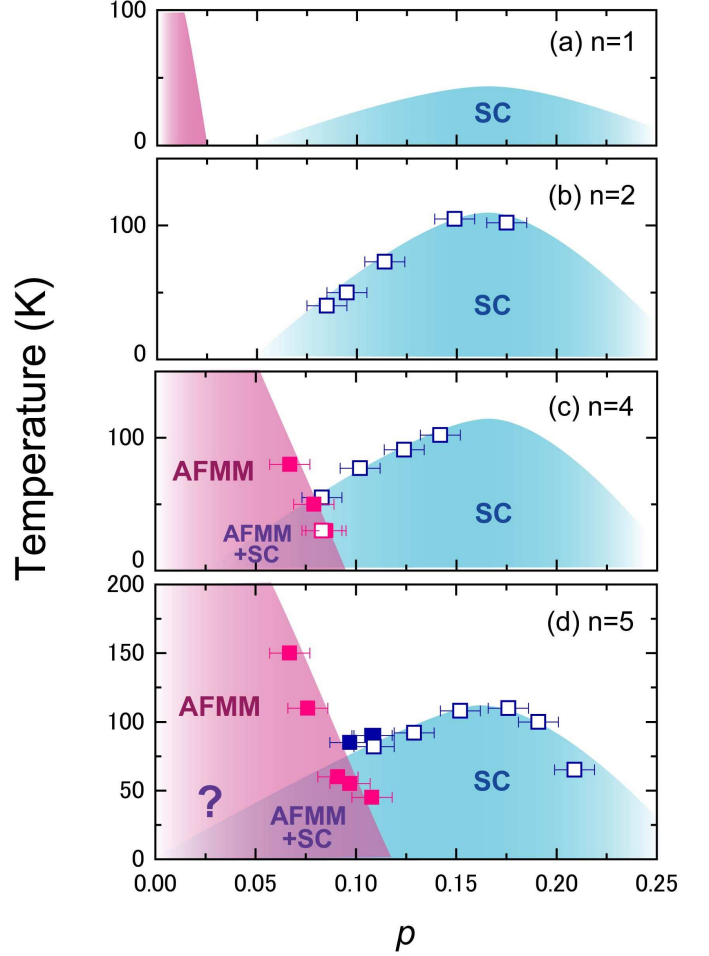 Temperature (K)
100
0
(a) n=1
SC
100
0
(b) n=2
SC
100
0
(c) n=4
AFMM
AFMM
+SC
SC
200
150
100
50
0
(d) n=5
AFMM
?
AFMM
+SC
SC
0.00 0.05 0.10 0.15 0.20 0.25
p